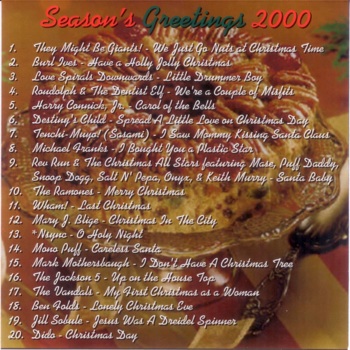 Season's Greetings 2000
1. They Might Be Giants! - We Just Go Nuts at Christmas Time
2. Burl Ives - Have a Holly Jolly Christmas
3. Love Spirals Downwards - Little Drummer Boy
4. Rondolph & The Dentist Elf - We're a Couple of Misfits
5. Harry Connick, Jr. - Carol of the Bells
6. Destiny's Child - Spread A Little Love on Christmas Day
7. Tenchi-Muyo! (Sasami) - I Saw Mommy Kissing Santa Claus
8. Michael Franks - I Bought You a Plastic Star
9. Rev Run & The Christmas All Stars featuring Mase, Puff Daddy,
Snoop Dogg, Salt N' Pepa, Onyx, & Keith Murry - Santa Baby
10. The Ramones - Merry Christmas
11. Wham! - Last Christmas
12. Mary J. Blige - Christmas In The City
13. *Nsync - O Holy Night
14. Mono Puff - Careless Santa
15. Mark Mothersbaugh - I Don't Have A Christmas Tree
16. The Jackson 5 - Up on the House Top
17. The Vandals - My First Christmas as a Woman
18. Ben Folds - Lonely Christmas Eve
19. Jill Sobule - Jesus Was A Dreidel Spinner
20. Dido - Christmas Day